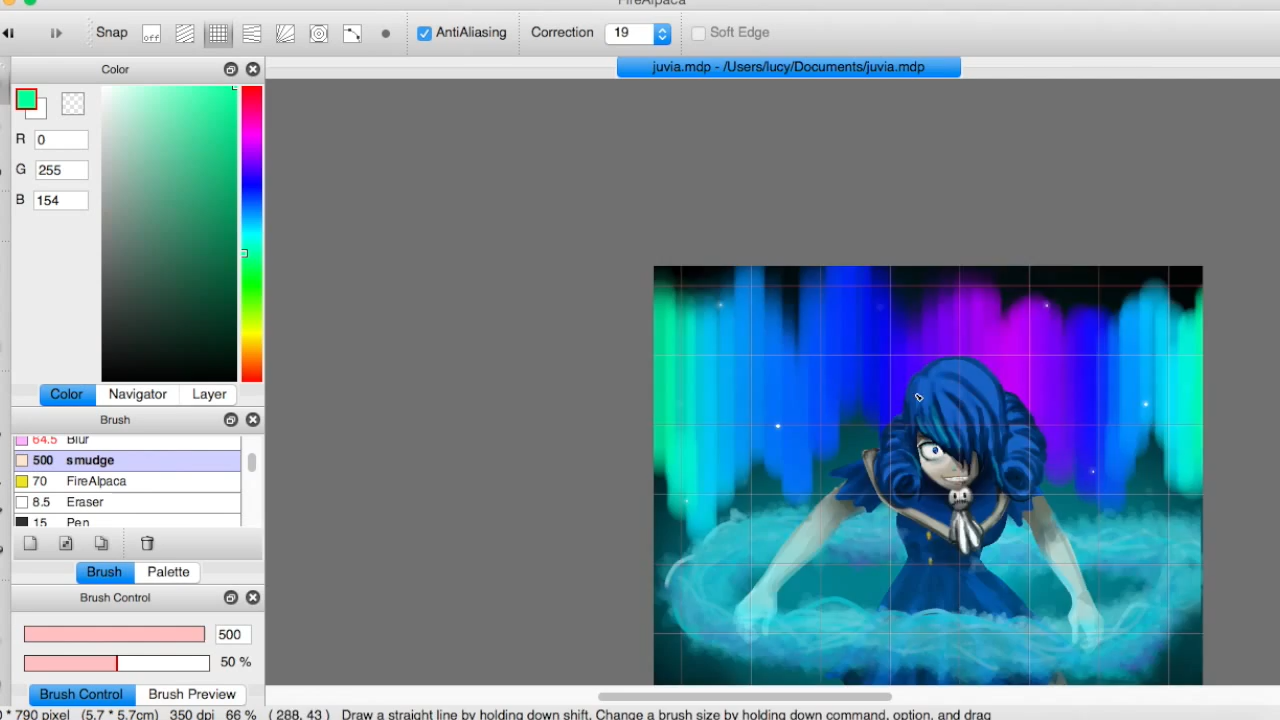 FireAlpaca
Snap off AntiAliasing Correction 19 Soft Edge
Color
juvia.mdp - /Users/lucy/Documents/juvia.mdp
R 0
G 255
B 154
Color Navigator Layer
Brush
64.5 Blur
500 smudge
70 FireAlpaca
8.5 Eraser
15 Pen
Brush Palette
Brush Control
500
50 %
Brush Control Brush Preview
* 790 pixel (5.7 * 5.7cm) 350 dpi 66 % ( 288, 43 ) Draw a straight line by holding down shift. Change a brush size by holding down command, option, and drag